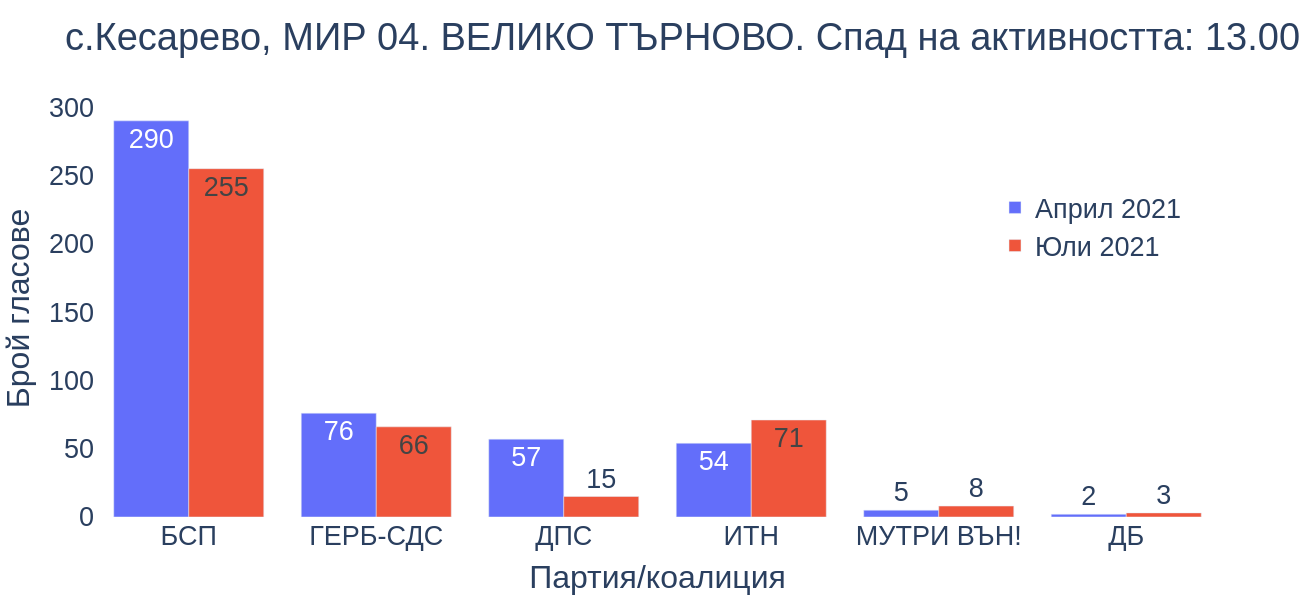 с.Кесарево, МИР 04. ВЕЛИКО ТЪРНОВО. Спад на активността: 13.00
Брой гласове
300
250
200
150
100
50
0
290
255
76
66
57
15
54
71
5
8
2
3
Април 2021
Юли 2021
БСП
ГЕРБ-СДС
ДПС
ИТН
МУТРИ ВЪН!
ДБ
Партия/коалиция